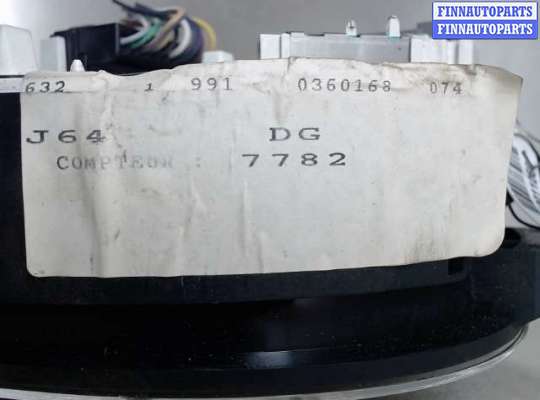 FINNAUTOPARTS
FINNAUTOPARTS
632 1 991 0360168 074
J64 DG
COMPTEUR : 7782